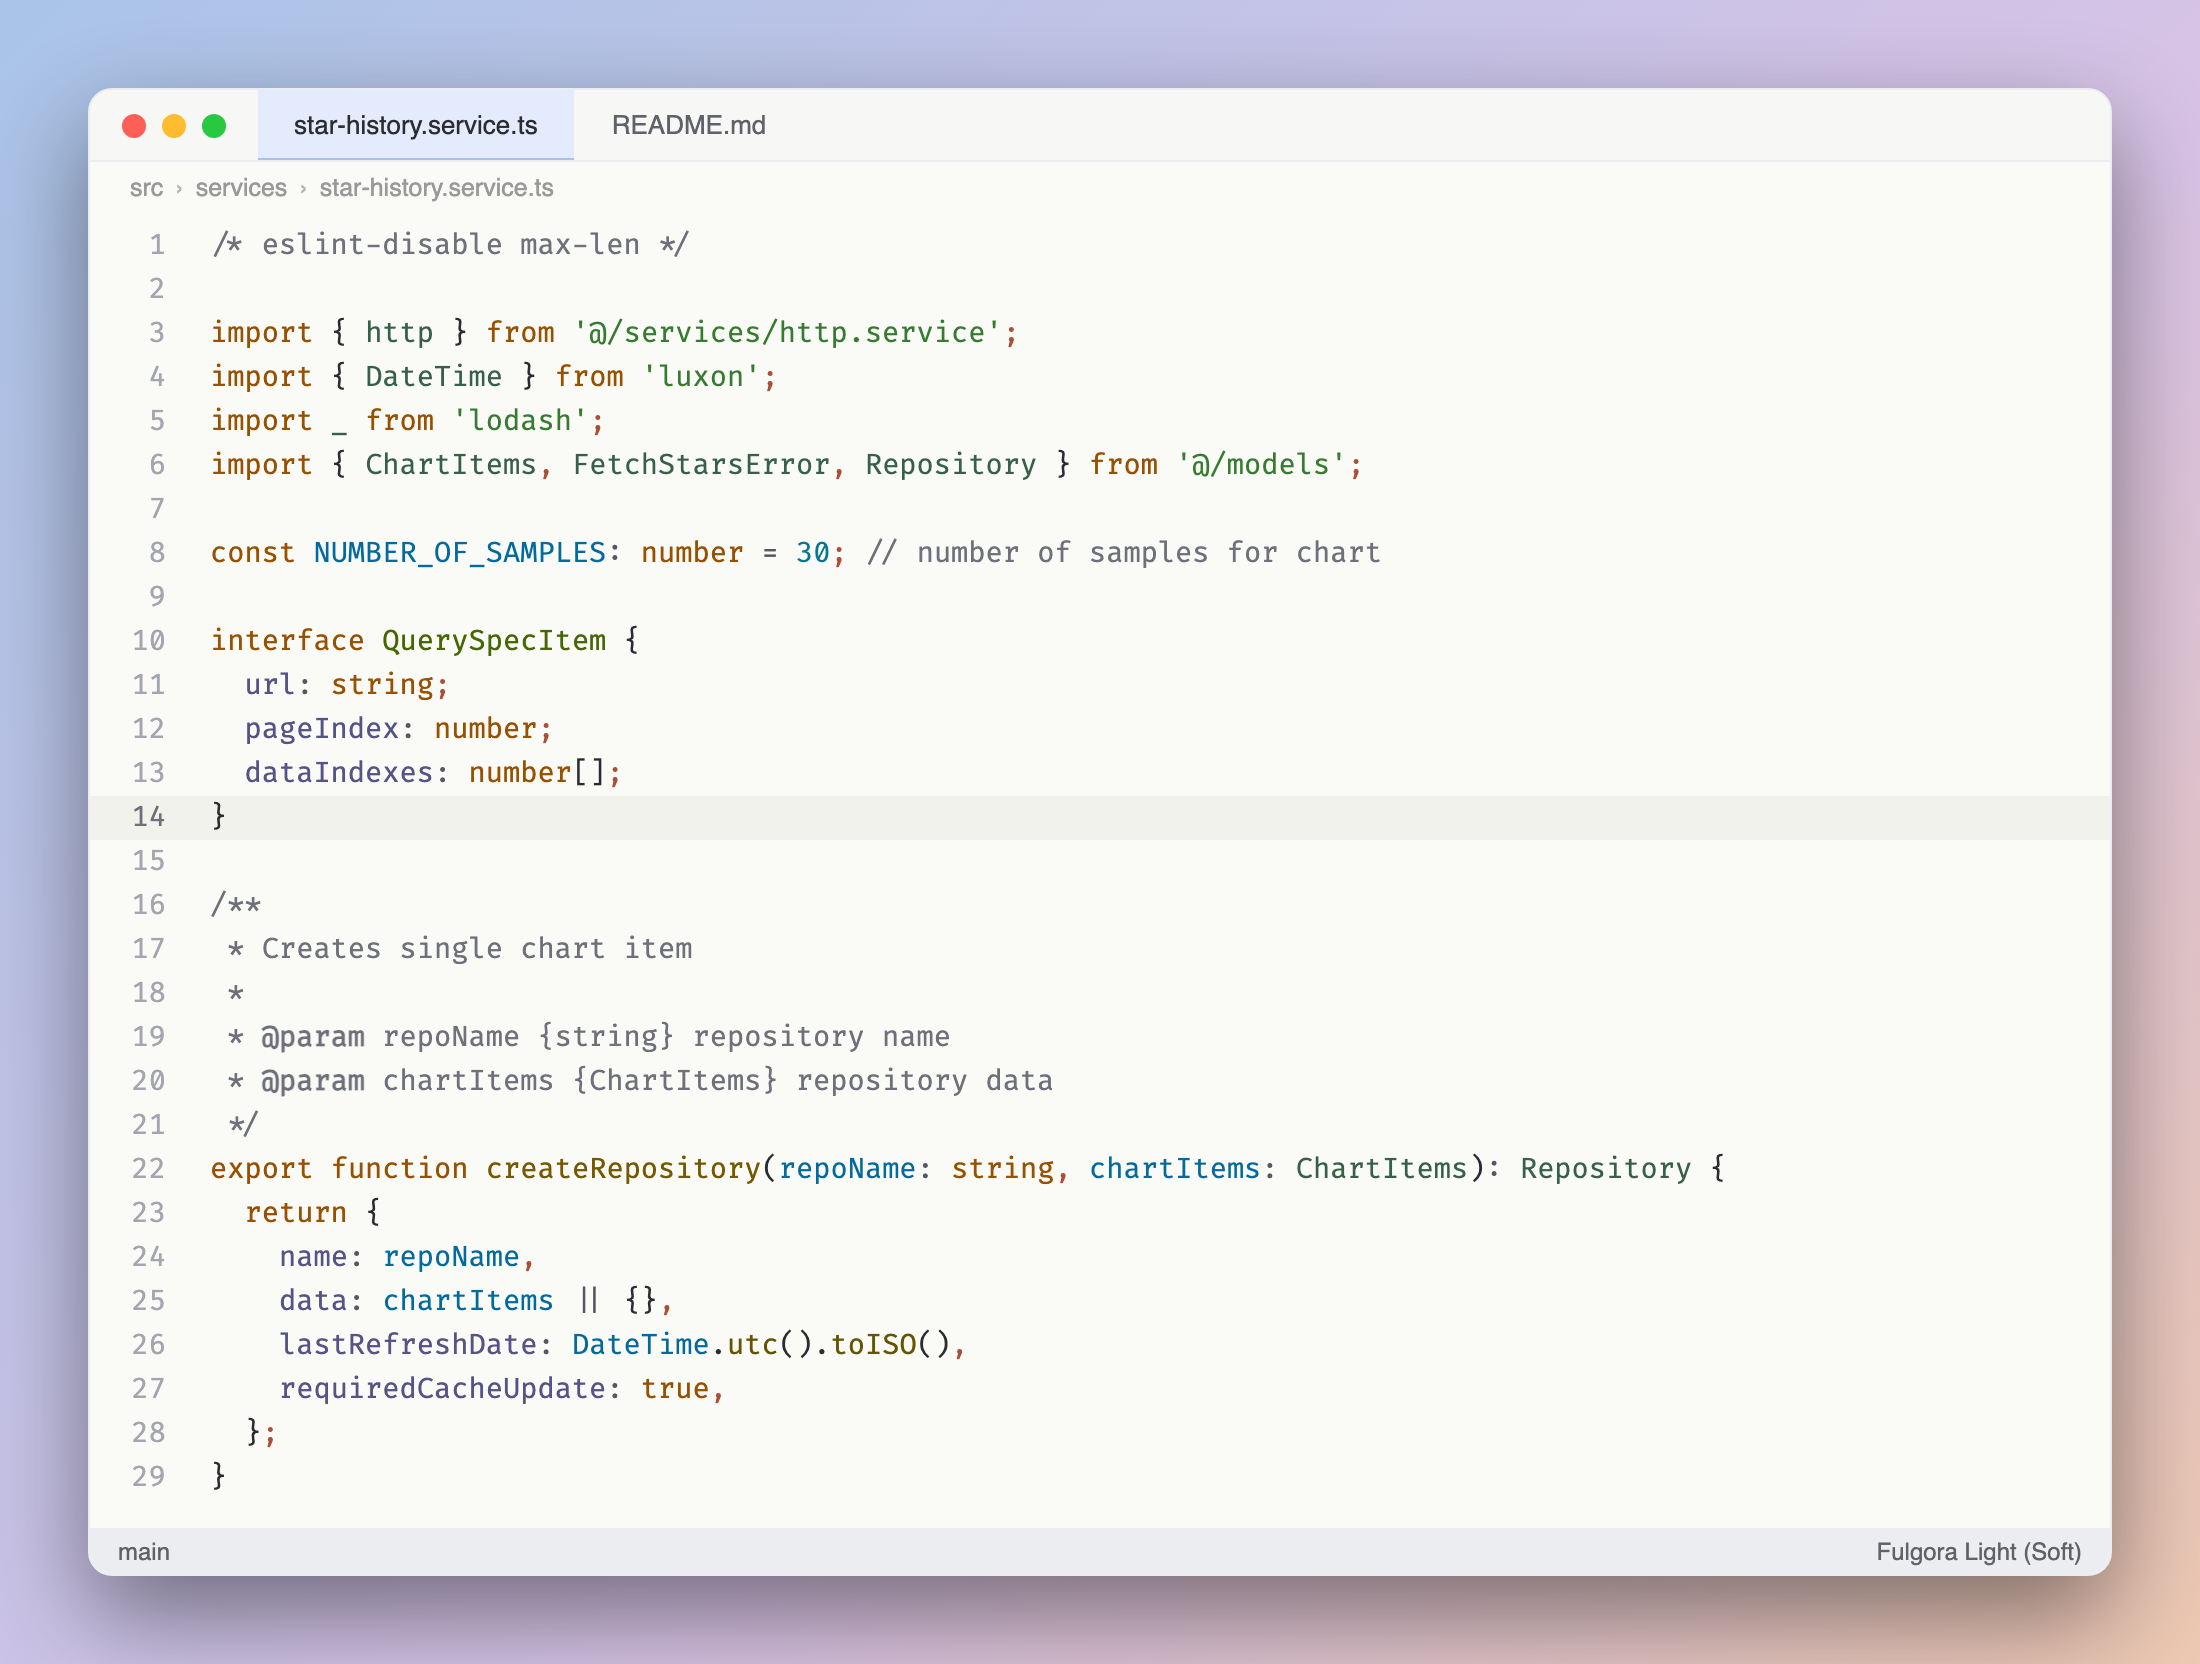 star-history.service.ts README.md
src › services › star-history.service.ts
1 /* eslint-disable max-len */
2
3 import { http } from '@/services/http.service';
4 import { DateTime } from 'luxon';
5 import _ from 'lodash';
6 import { ChartItems, FetchStarsError, Repository } from '@/models';
7
8 const NUMBER_OF_SAMPLES: number = 30; // number of samples for chart
9
10 interface QuerySpecItem {
11   url: string;
12   pageIndex: number;
13   dataIndexes: number[];
14 }
15
16 /**
17  * Creates single chart item
18  *
19  * @param repoName {string} repository name
20  * @param chartItems {ChartItems} repository data
21  */
22 export function createRepository(repoName: string, chartItems: ChartItems): Repository {
23   return {
24     name: repoName,
25     data: chartItems || {},
26     lastRefreshDate: DateTime.utc().toISO(),
27     requiredCacheUpdate: true,
28   };
29 }
main Fulgora Light (Soft)